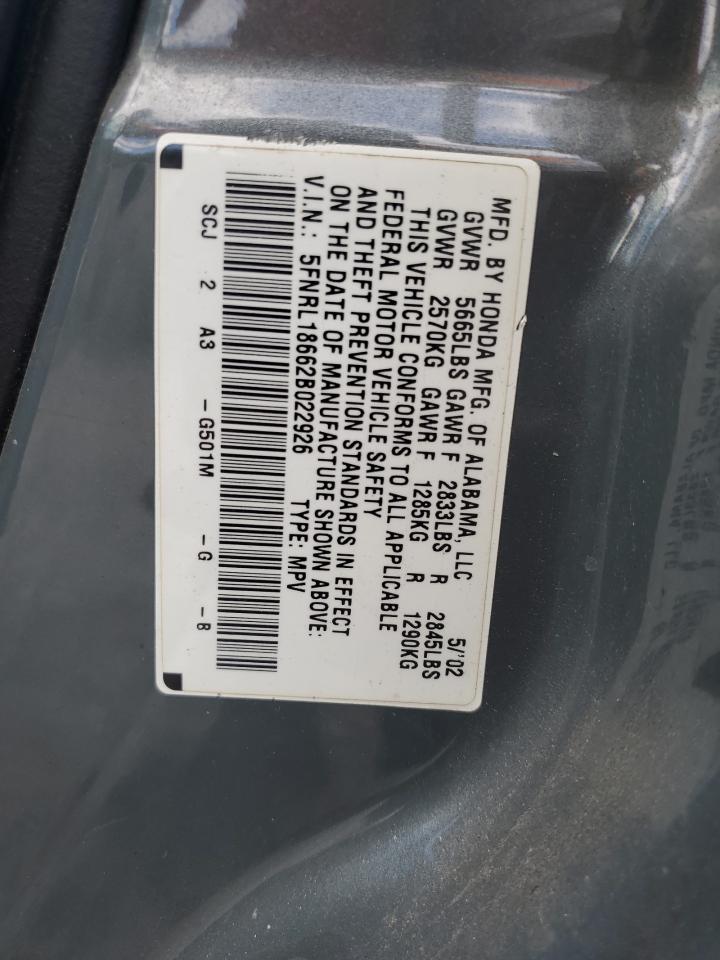 MFD. BY HONDA MFG. OF ALABAMA, LLC 5/'02
GVWR 5665LBS GAWR F 2833LBS R 2845LBS
GVWR 2570KG GAWR F 1285KG R 1290KG
THIS VEHICLE CONFORMS TO ALL APPLICABLE
FEDERAL MOTOR VEHICLE SAFETY
AND THEFT PREVENTION STANDARDS IN EFFECT
ON THE DATE OF MANUFACTURE SHOWN ABOVE:
V.I.N.: 5FNRL18662B022926 TYPE: MPV
SCJ 2 A3 -G501M -G -B